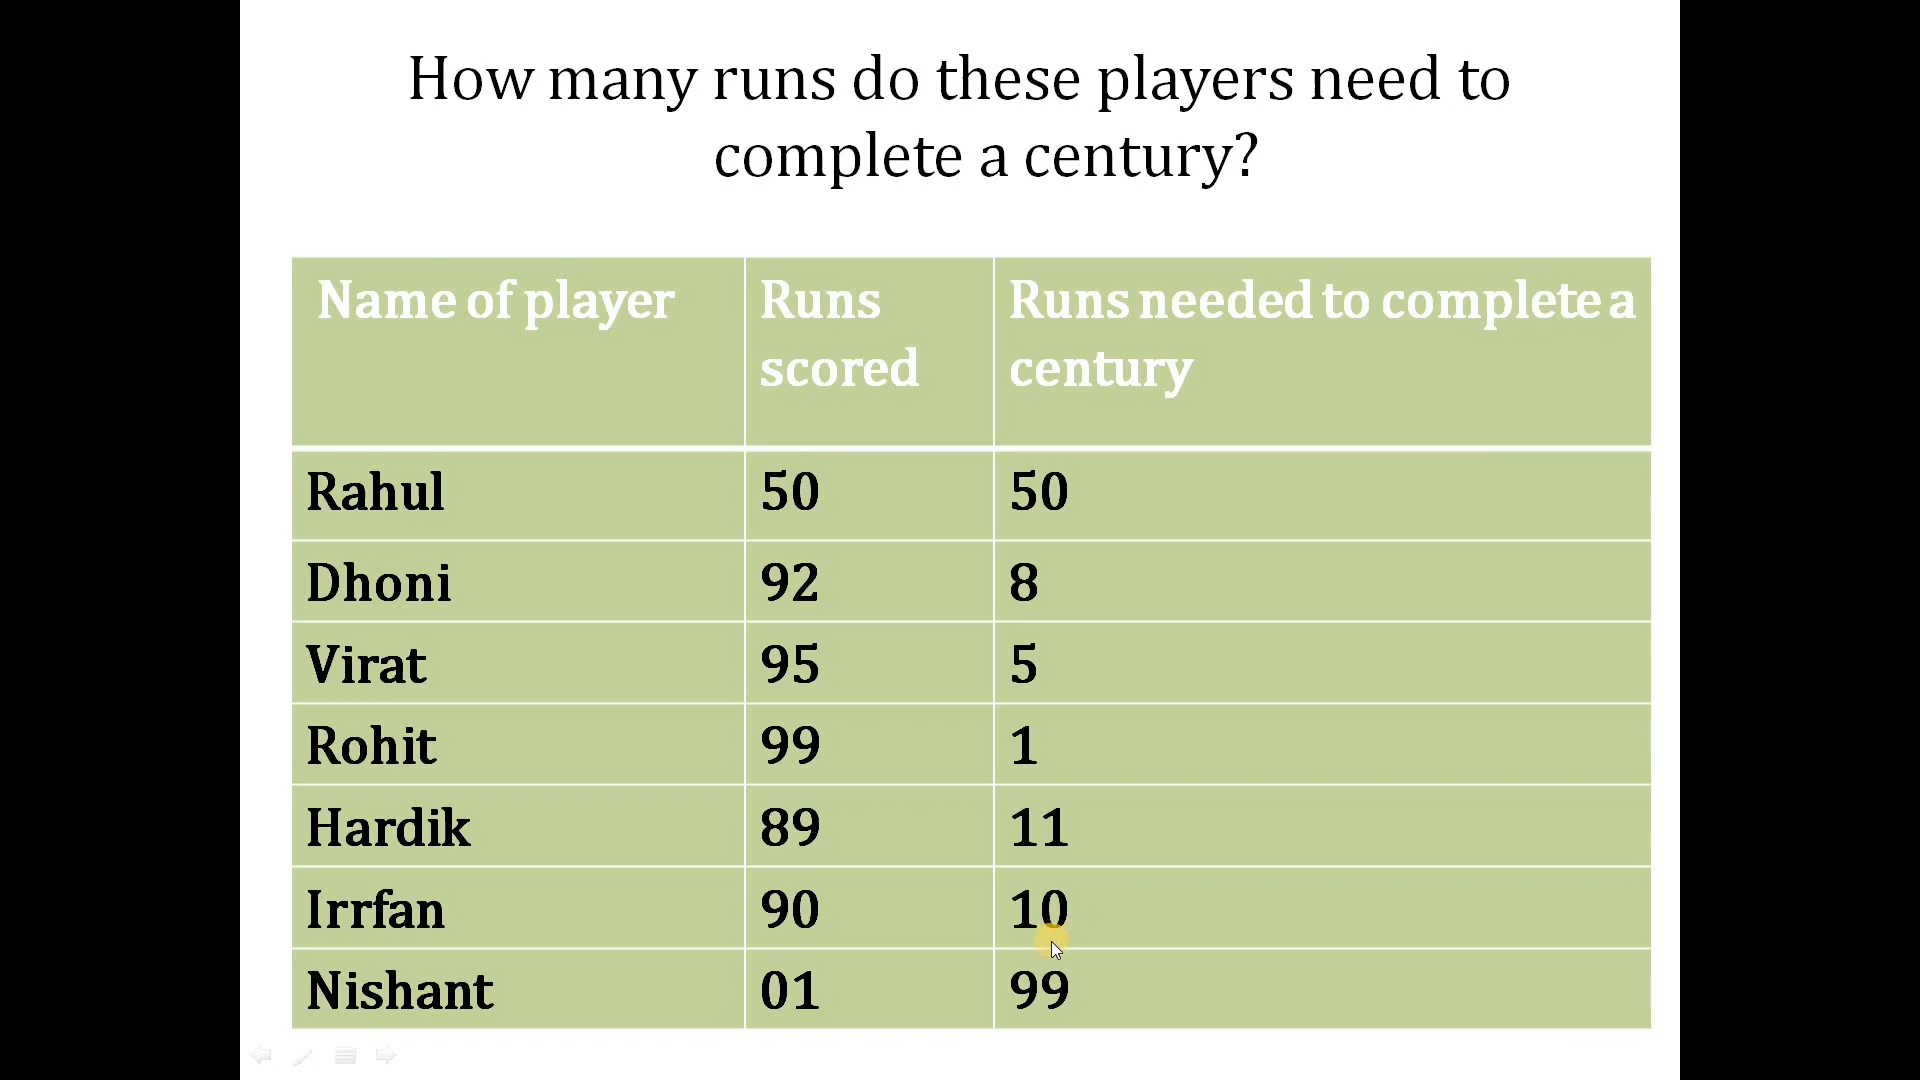 How many runs do these players need to
complete a century?
Name of player Runs scored Runs needed to complete a century
Rahul 50 50
Dhoni 92 8
Virat 95 5
Rohit 99 1
Hardik 89 11
Irrfan 90 10
Nishant 01 99